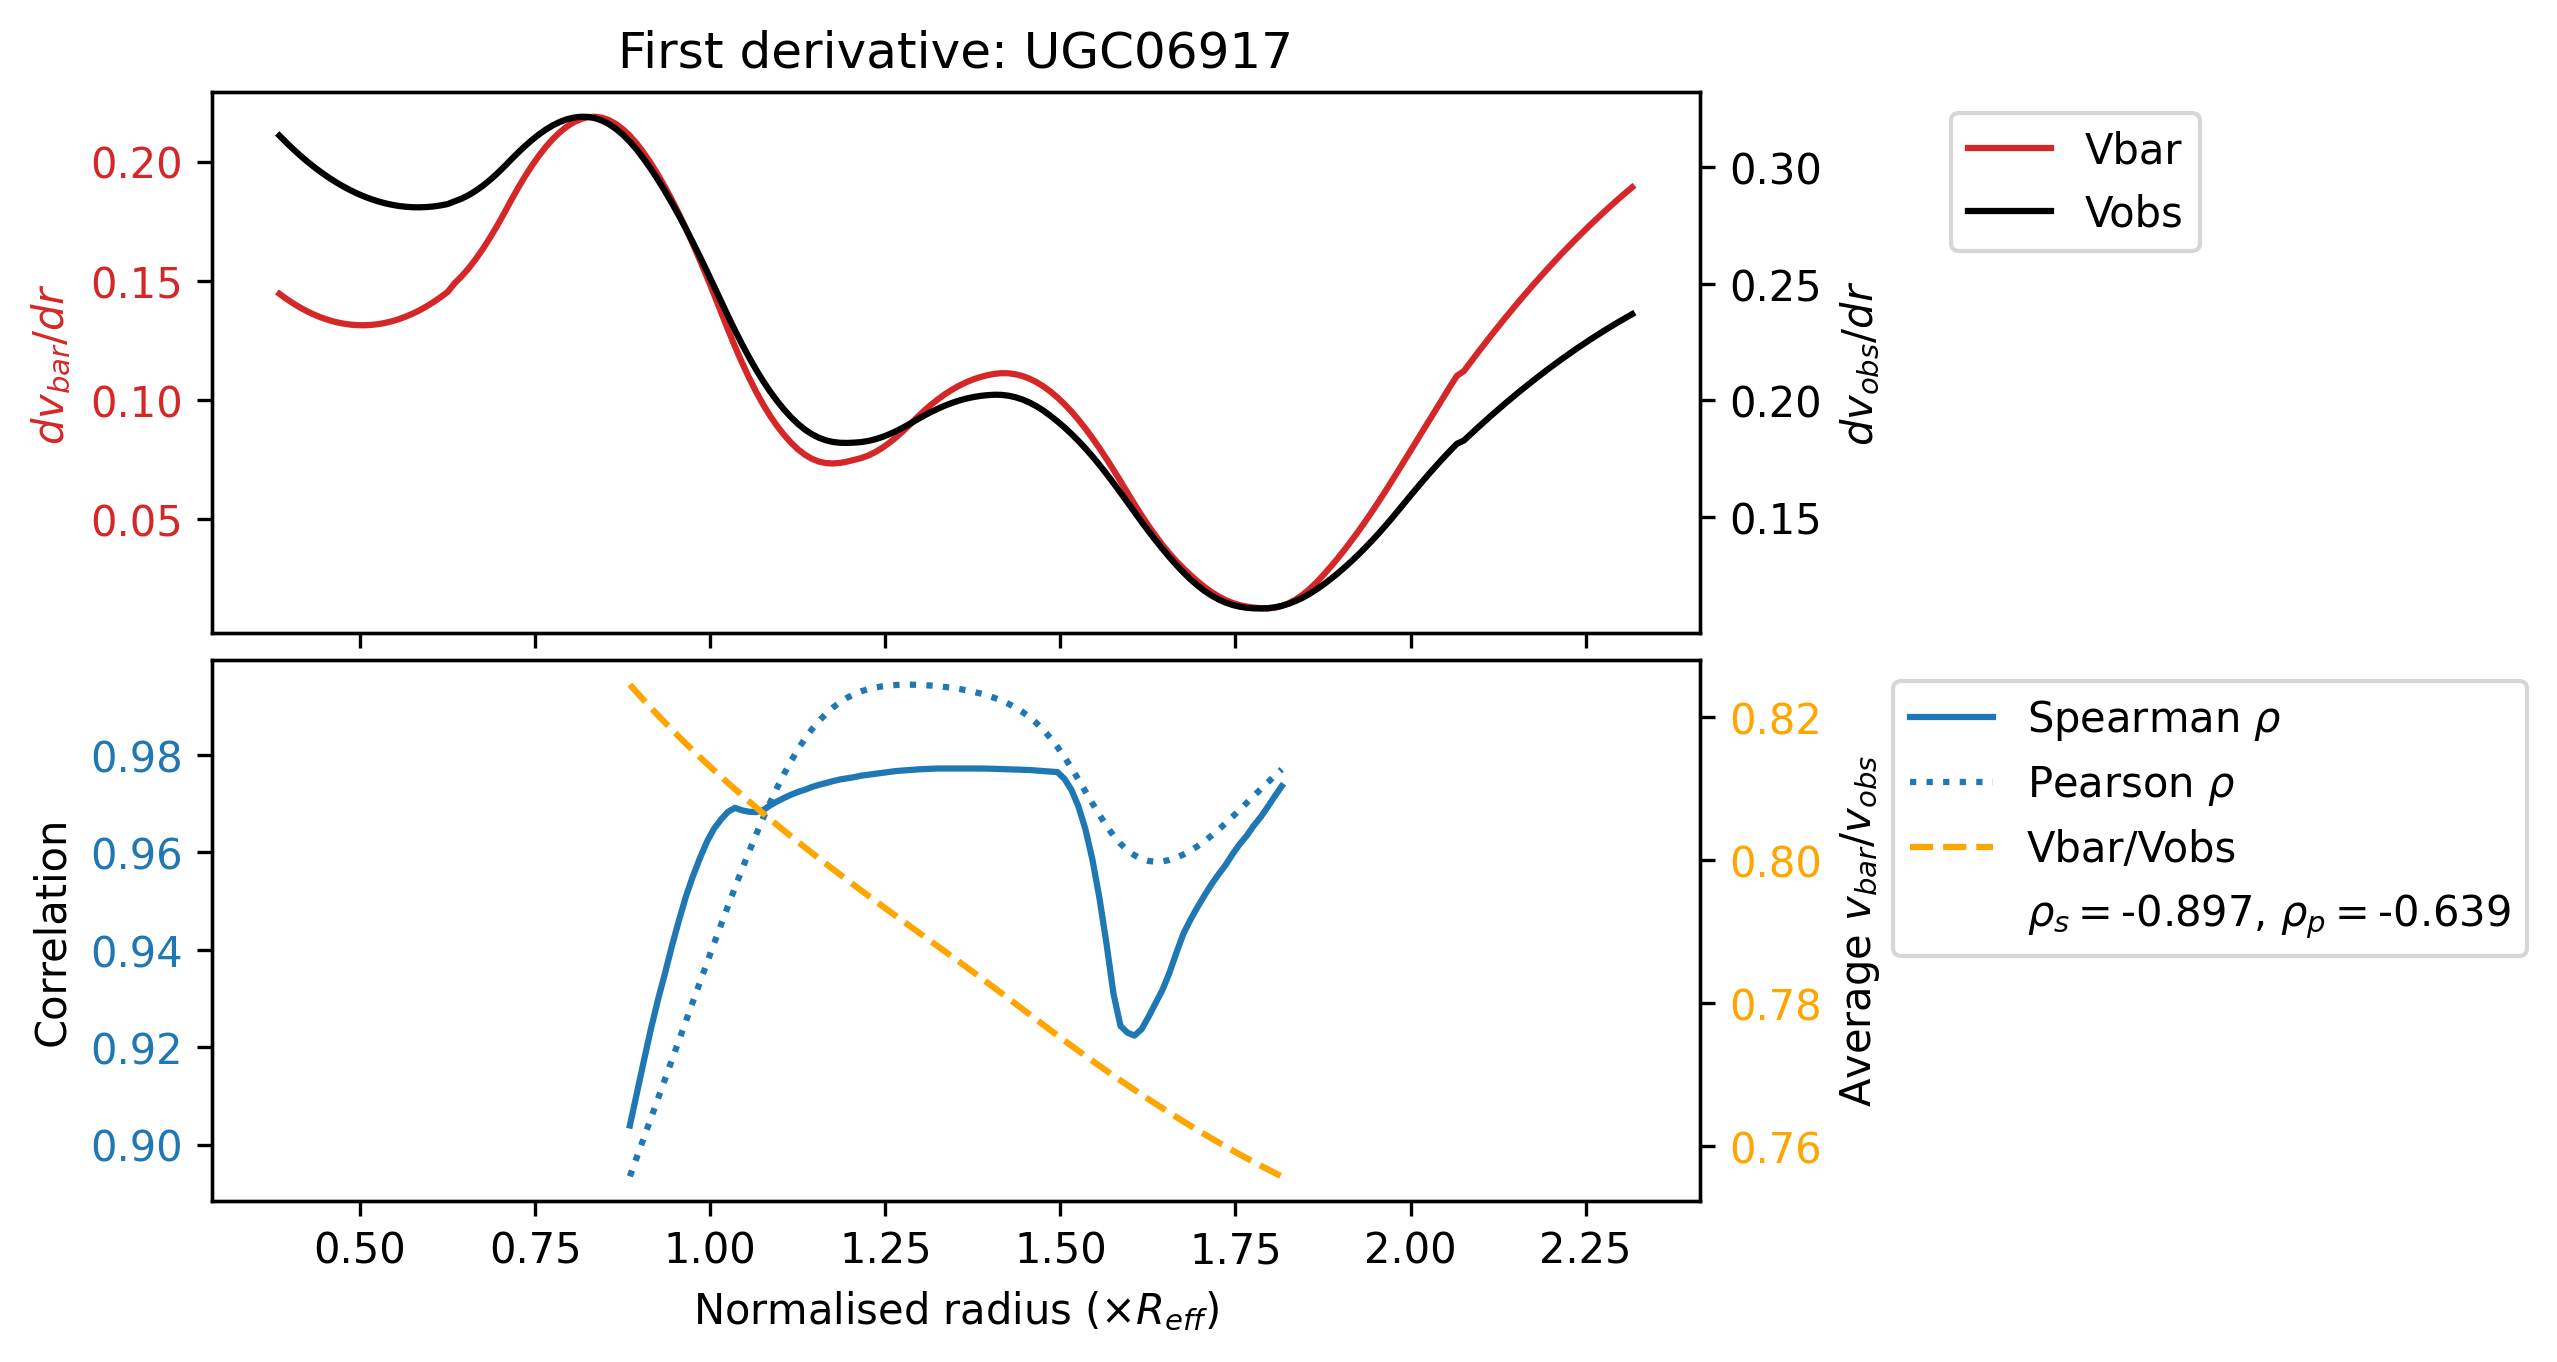 First derivative: UGC06917
0.20
0.15
0.10
0.05
dv_bar/dr
0.30
0.25
0.20
0.15
dv_obs/dr
Vbar
Vobs
0.98
0.96
0.94
0.92
0.90
Correlation
0.82
0.80
0.78
0.76
Average v_bar/v_obs
Spearman ρ
Pearson ρ
Vbar/Vobs
ρ_s = -0.897, ρ_p = -0.639
0.50 0.75 1.00 1.25 1.50 1.75 2.00 2.25
Normalised radius (×R_eff)